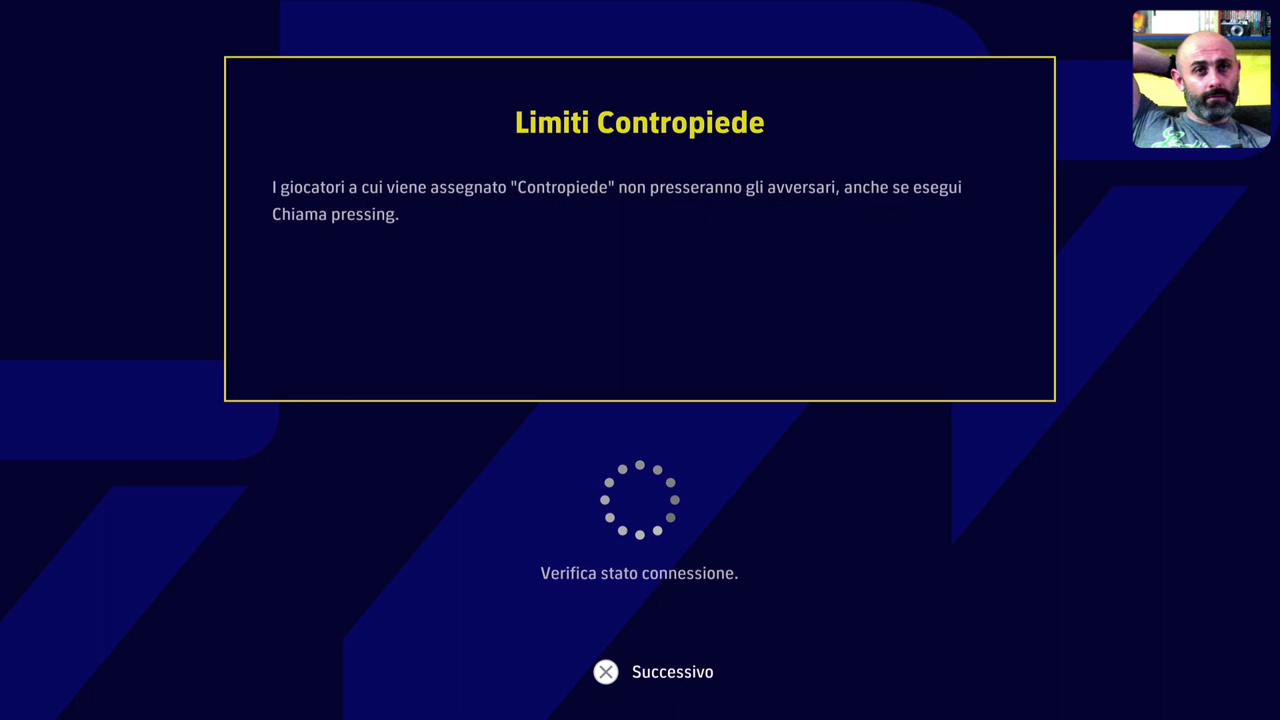 Limiti Contropiede
I giocatori a cui viene assegnato "Contropiede" non presseranno gli avversari, anche se esegui
Chiama pressing.
Verifica stato connessione.
Successivo